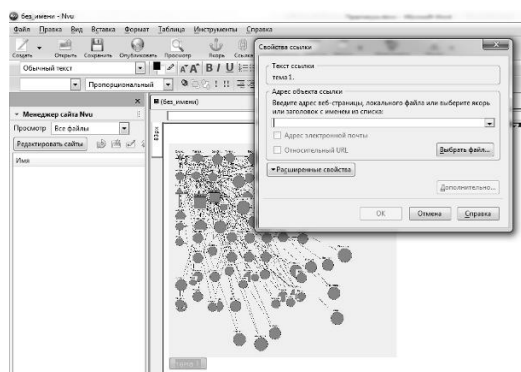 без_имени - Nvu
Файл Правка Вид Вставка Формат Таблица Инструменты Справка
Создать Открыть Сохранить Опубликовать Просмотр Якорь Ссылка
Обычный текст
Пропорциональный
Менеджер сайта Nvu
Просмотр Все файлы
Редактировать сайты
Имя
(без_имени)
Свойства ссылки
Текст ссылки
тема 1.
Адрес объекта ссылки
Введите адрес веб-страницы, локального файла или выберите якорь
или заголовок с именем из списка:
Адрес электронной почты
Относительный URL
Выбрать файл...
Расширенные свойства
Дополнительно...
OK Отмена Справка